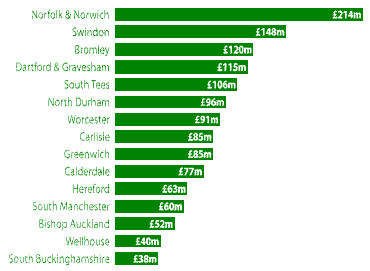 Norfolk & Norwich £214m
Swindon £148m
Bromley £120m
Dartford & Gravesham £115m
South Tees £106m
North Durham £96m
Worcester £91m
Carlisle £85m
Greenwich £85m
Calderdale £77m
Hereford £63m
South Manchester £60m
Bishop Auckland £52m
Wellhouse £40m
South Buckinghamshire £38m